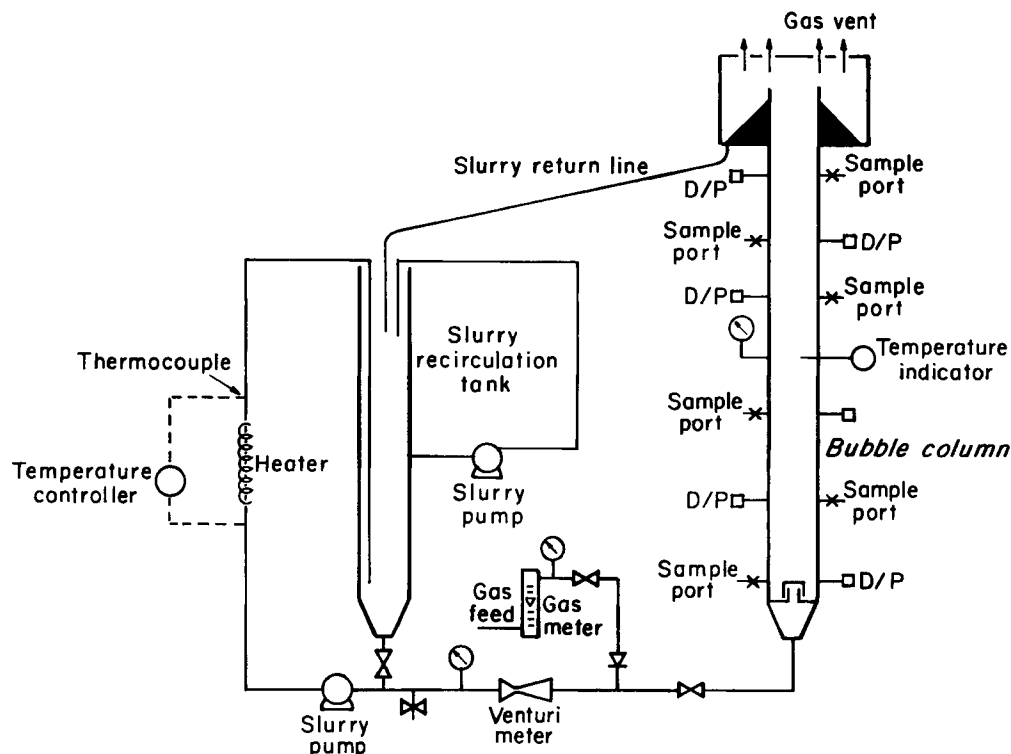 Gas vent
Slurry return line
D/P
Sample
port
Sample
port
D/P
D/P
Sample
port
Thermocouple
Slurry
recirculation
tank
Temperature
indicator
Sample
port
Bubble column
Temperature
controller
Heater
Slurry
pump
D/P
Sample
port
Gas
feed
Gas
meter
Sample
port
D/P
Slurry
pump
Venturi
meter